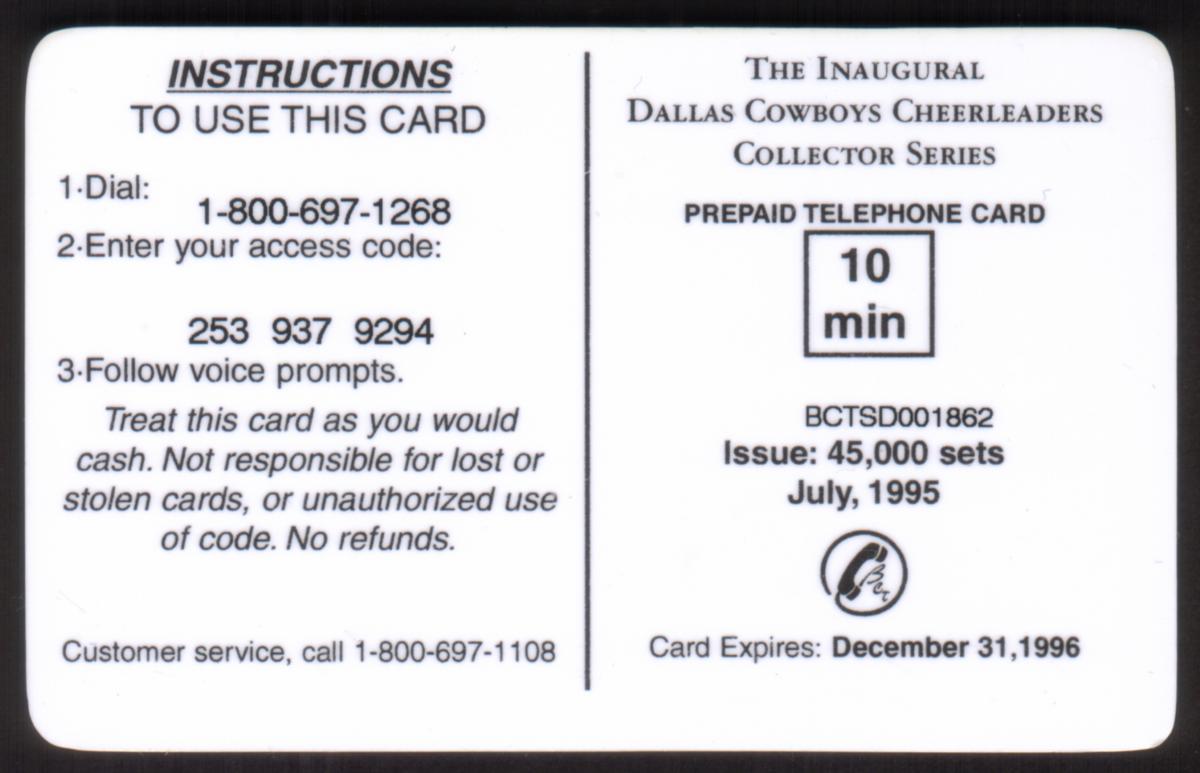 INSTRUCTIONS
TO USE THIS CARD
1·Dial:
1-800-697-1268
2·Enter your access code:
253 937 9294
3·Follow voice prompts.
Treat this card as you would
cash. Not responsible for lost or
stolen cards, or unauthorized use
of code. No refunds.
Customer service, call 1-800-697-1108
THE INAUGURAL
DALLAS COWBOYS CHEERLEADERS
COLLECTOR SERIES
PREPAID TELEPHONE CARD
10
min
BCTSD001862
Issue: 45,000 sets
July, 1995
BCT
Card Expires: December 31,1996